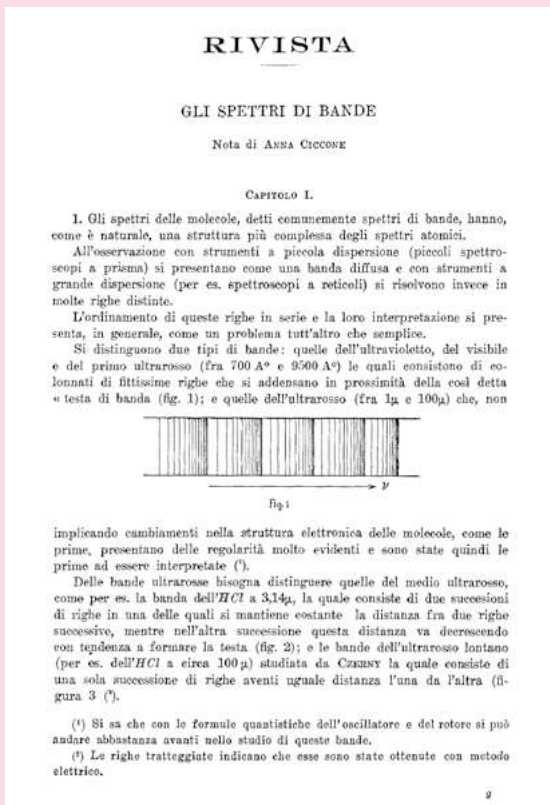 RIVISTA
GLI SPETTRI DI BANDE
Nota di ANNA CICCONE
CAPITOLO I.
1. Gli spettri delle molecole, detti comunemente spettri di bande, hanno,
come è naturale, una struttura più complessa degli spettri atomici.
All'osservazione con strumenti a piccola dispersione (piccoli spettro-
scopi a prisma) si presentano come una banda diffusa e con strumenti a
grande dispersione (per es. spettroscopi a reticoli) si risolvono invece in
molte righe distinte.
L'ordinamento di queste righe in serie e la loro interpretazione si pre-
senta, in generale, come un problema tutt'altro che semplice.
Si distinguono due tipi di bande: quelle dell'ultravioletto, del visibile
e del primo ultrarosso (fra 700 A° e 9500 A°) le quali consistono di co-
lonnati di fittissime righe che si addensano in prossimità della così detta
« testa di banda (fig. 1); e quelle dell'ultrarosso (fra 1μ e 100μ) che, non
ν
fig.1
implicando cambiamenti nella struttura elettronica delle molecole, come le
prime, presentano delle regolarità molto evidenti e sono state quindi le
prime ad essere interpretate (¹).
Delle bande ultrarosse bisogna distinguere quelle del medio ultrarosso,
come per es. la banda dell'HCl a 3,14μ, la quale consiste di due succesioni
di righe in una delle quali si mantiene costante la distanza fra due righe
successive, mentre nell'altra successione questa distanza va decrescendo
con tendenza a formare la testa (fig. 2); e le bande dell'ultrarosso lontano
(per es. dell'HCl a circa 100 μ) studiata da CZERNY la quale consiste di
una sola successione di righe aventi uguale distanza l'una da l'altra (fi-
gura 3 (²).
(¹) Si sa che con le formule quantistiche dell'oscillatore e del rotore si può
andare abbastanza avanti nello studio di queste bande.
(²) Le righe tratteggiate indicano che esse sono state ottenute con metodo
elettrico.
9